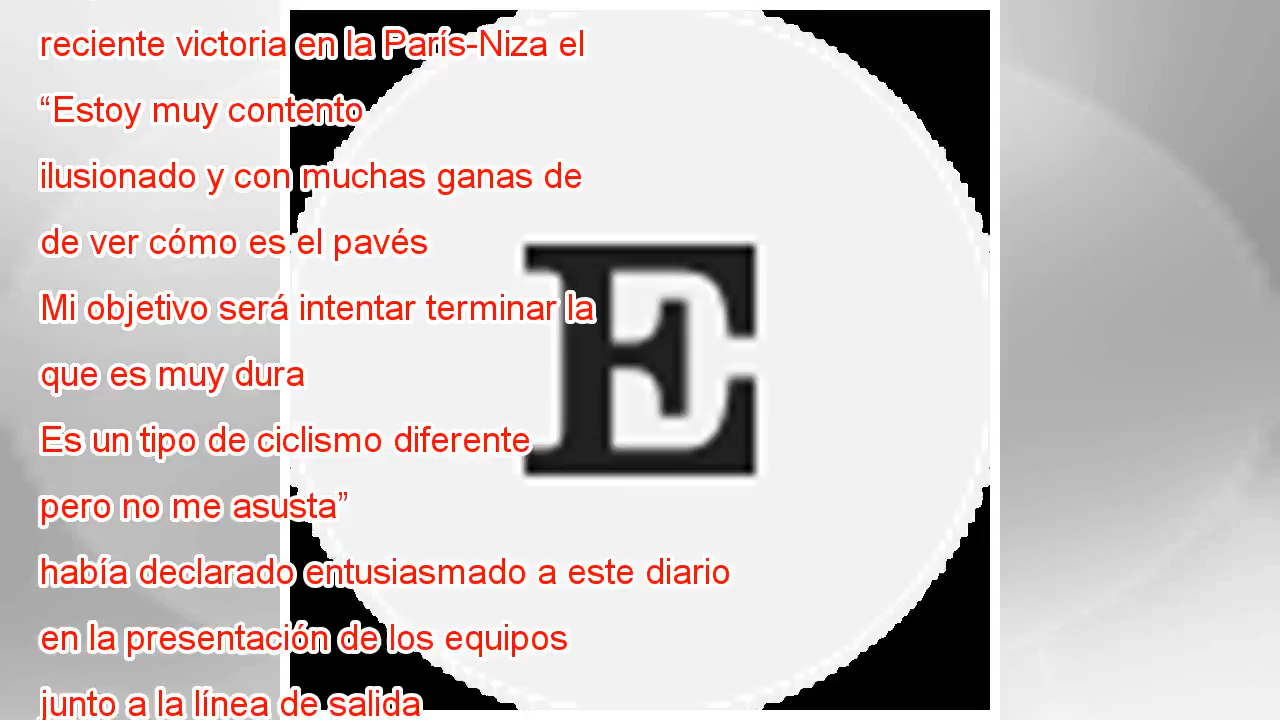 reciente victoria en la París-Niza el
“Estoy muy contento
ilusionado y con muchas ganas de
de ver cómo es el pavés
Mi objetivo será intentar terminar la
que es muy dura
Es un tipo de ciclismo diferente
pero no me asusta”
había declarado entusiasmado a este diario
en la presentación de los equipos
junto a la línea de salida
E